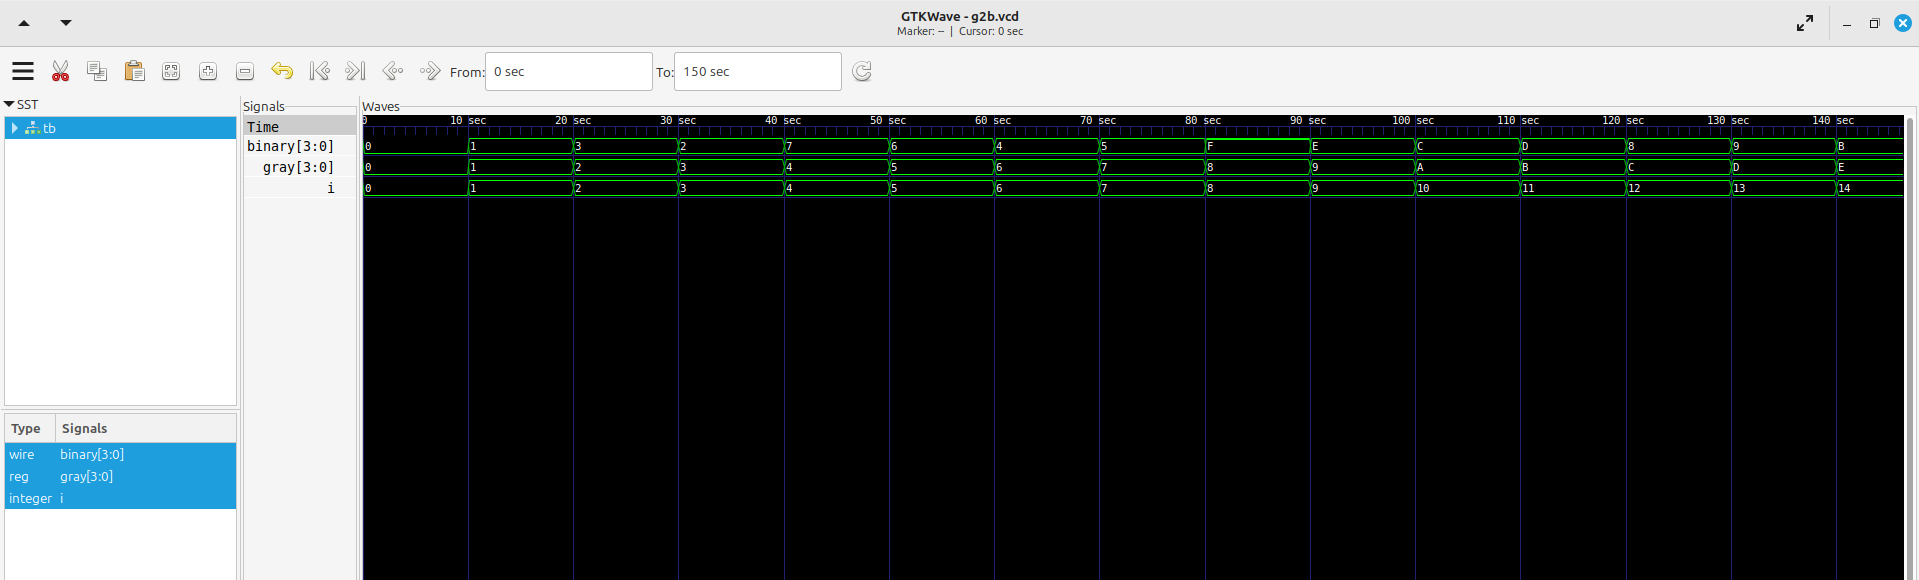 GTKWave - g2b.vcd
Marker: -- | Cursor: 0 sec
From: 0 sec To: 150 sec
SST
tb
Type Signals
wire binary[3:0]
reg gray[3:0]
integer i
Signals
Time
binary[3:0]
gray[3:0]
i
Waves
0 10 sec 20 sec 30 sec 40 sec 50 sec 60 sec 70 sec 80 sec 90 sec 100 sec 110 sec 120 sec 130 sec 140 sec
0 1 3 2 7 6 4 5 F E C D 8 9 B
0 1 2 3 4 5 6 7 8 9 A B C D E
0 1 2 3 4 5 6 7 8 9 10 11 12 13 14